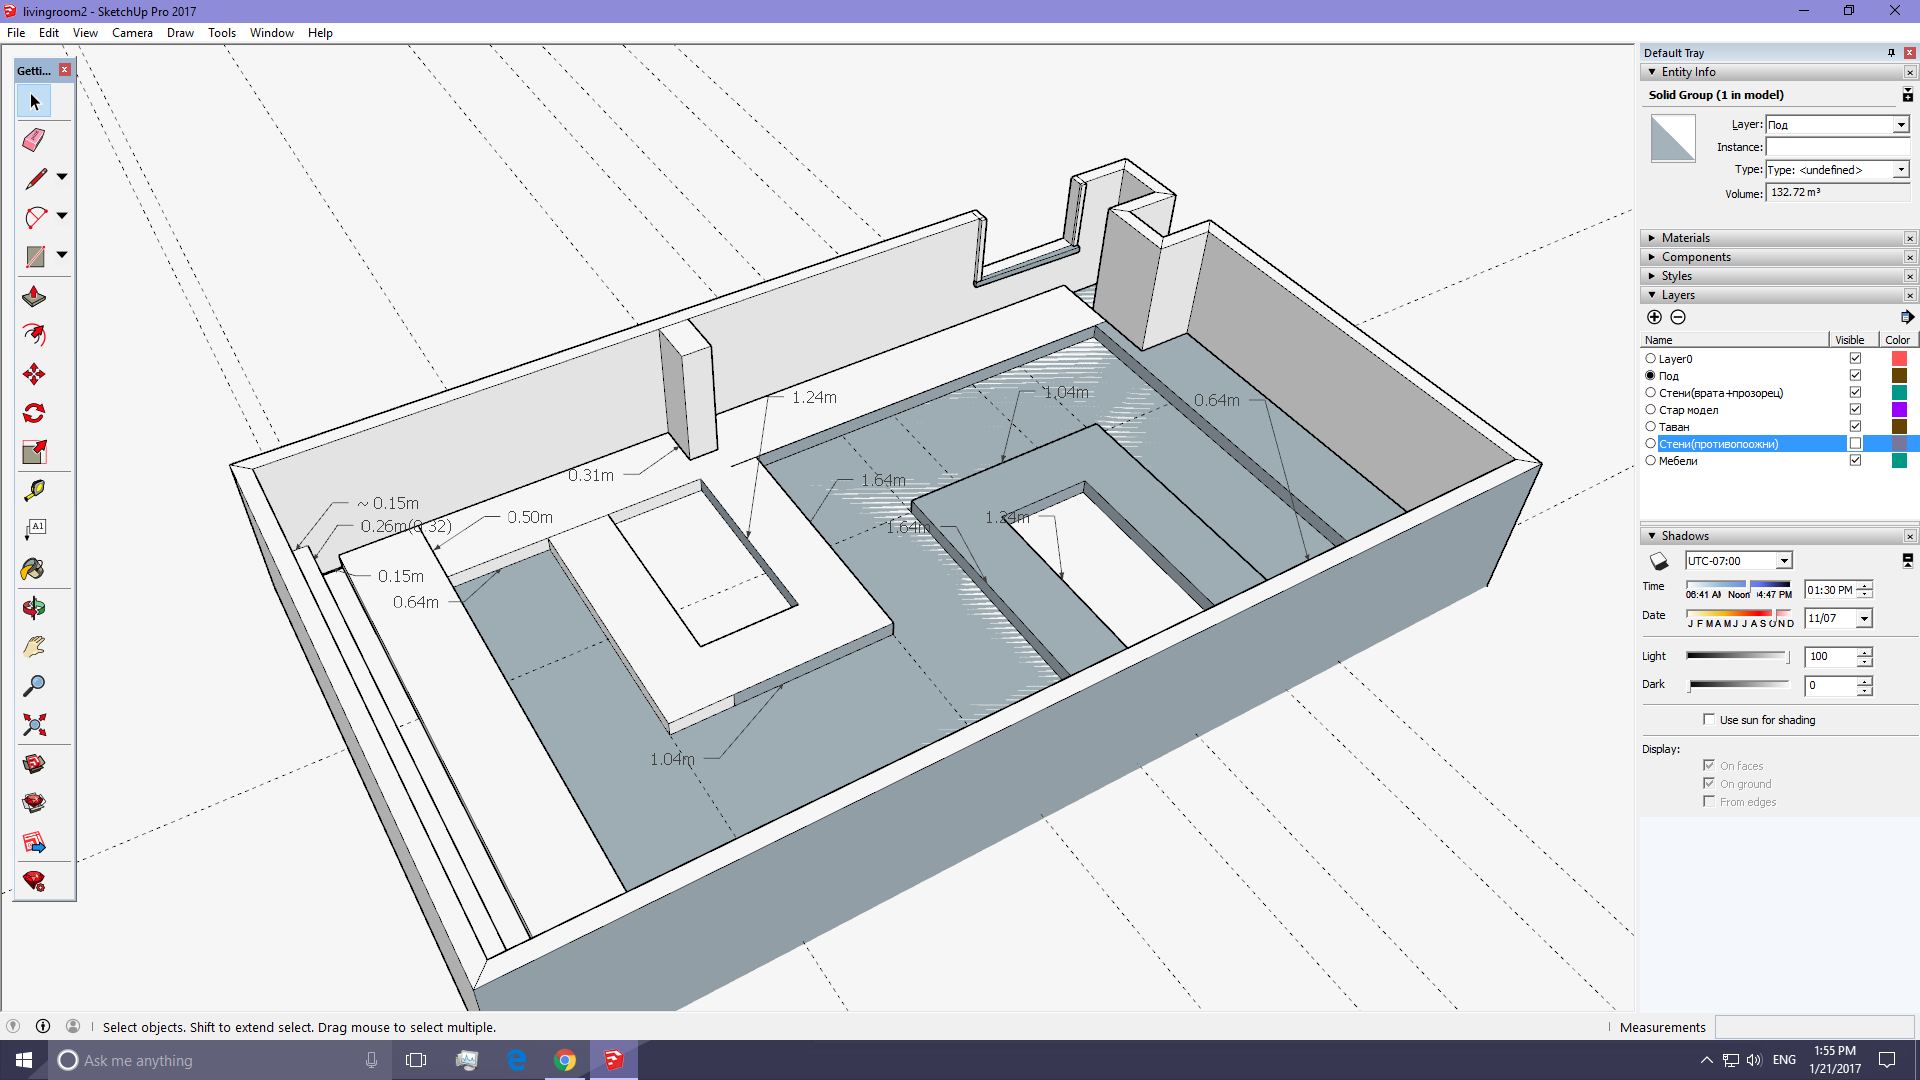 livingroom2 - SketchUp Pro 2017
File Edit View Camera Draw Tools Window Help
Getti...
A1
1.24m
1.04m
0.64m
0.31m
1.64m
~ 0.15m
0.26m(0.32)
0.50m
1.64m
1.24m
0.15m
0.64m
1.04m
Default Tray
Entity Info
Solid Group (1 in model)
Layer: Под
Instance:
Type: Type: <undefined>
Volume: 132.72 m³
Materials
Components
Styles
Layers
Name Visible Color
Layer0
Под
Стени(врата+прозорец)
Стар модел
Таван
Стени(противопоожни)
Мебели
Shadows
UTC-07:00
Time 01:30 PM
06:41 AM Noon 04:47 PM
Date 11/07
J F M A M J J A S O N D
Light 100
Dark 0
Use sun for shading
Display:
On faces
On ground
From edges
Select objects. Shift to extend select. Drag mouse to select multiple.
Measurements
Ask me anything
ENG
1:55 PM
1/21/2017